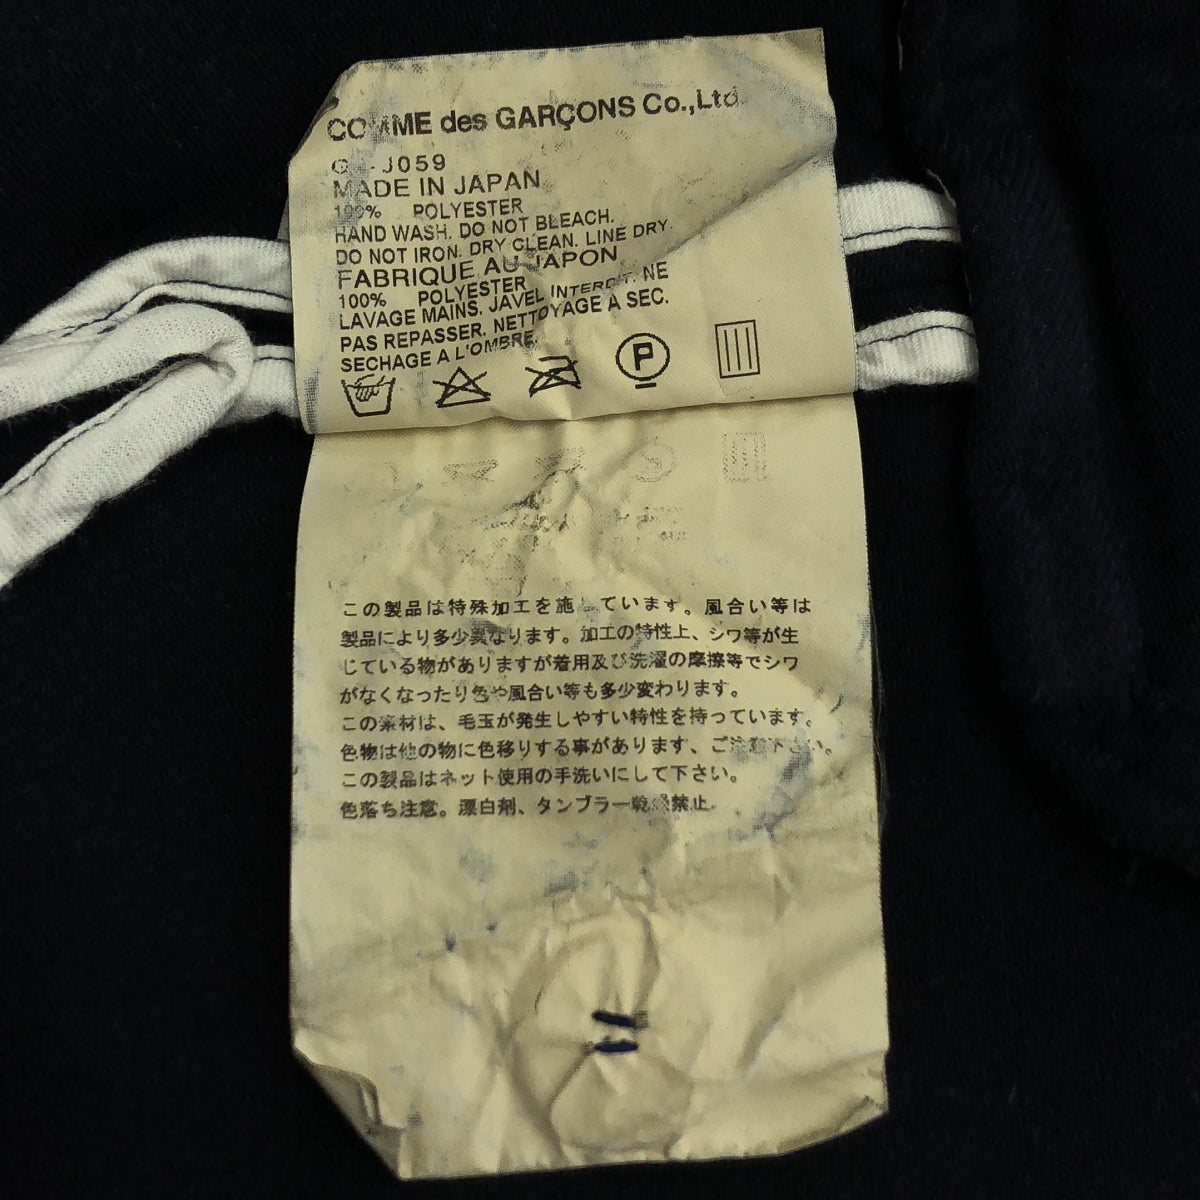 COMME des GARÇONS Co.,Ltd.
J059
MADE IN JAPAN
100% POLYESTER
HAND WASH. DO NOT BLEACH.
DO NOT IRON. DRY CLEAN. LINE DRY.
FABRIQUE AU JAPON
100% POLYESTER
LAVAGE MAINS. JAVEL INTERDIT. NE
PAS REPASSER. NETTOYAGE A SEC.
SECHAGE A L'OMBRE.
P
この製品は特殊加工を施しています。風合い等は
製品により多少異なります。加工の特性上、シワ等が生
じている物がありますが着用及び洗濯の摩擦等でシワ
がなくなったり色や風合い等も多少変わります。
この素材は、毛玉が発生しやすい特性を持っています。
色物は他の物に色移りする事があります、ご注意下さい。
この製品はネット使用の手洗いにして下さい。
色落ち注意。漂白剤、タンブラー乾燥禁止。